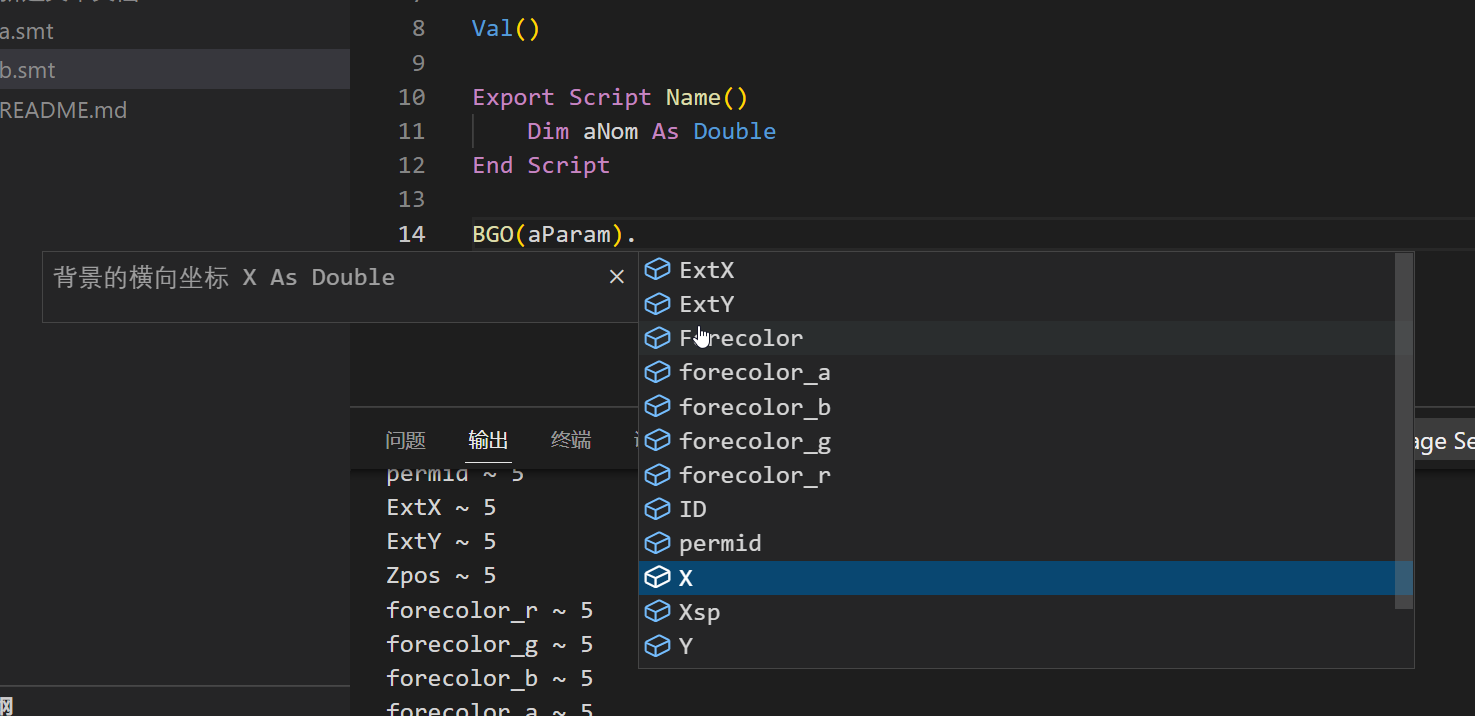 a.smt
b.smt
README.md
8 Val()
9
10 Export Script Name()
11 Dim aNom As Double
12 End Script
13
14 BGO(aParam).
背景的横向坐标 X As Double ×
ExtX
ExtY
Forecolor
forecolor_a
forecolor_b
forecolor_g
forecolor_r
ID
permid
X
Xsp
Y
问题 输出 终端
age Se
permid ~ 5
ExtX ~ 5
ExtY ~ 5
Zpos ~ 5
forecolor_r ~ 5
forecolor_g ~ 5
forecolor_b ~ 5
forecolor_a ~ 5